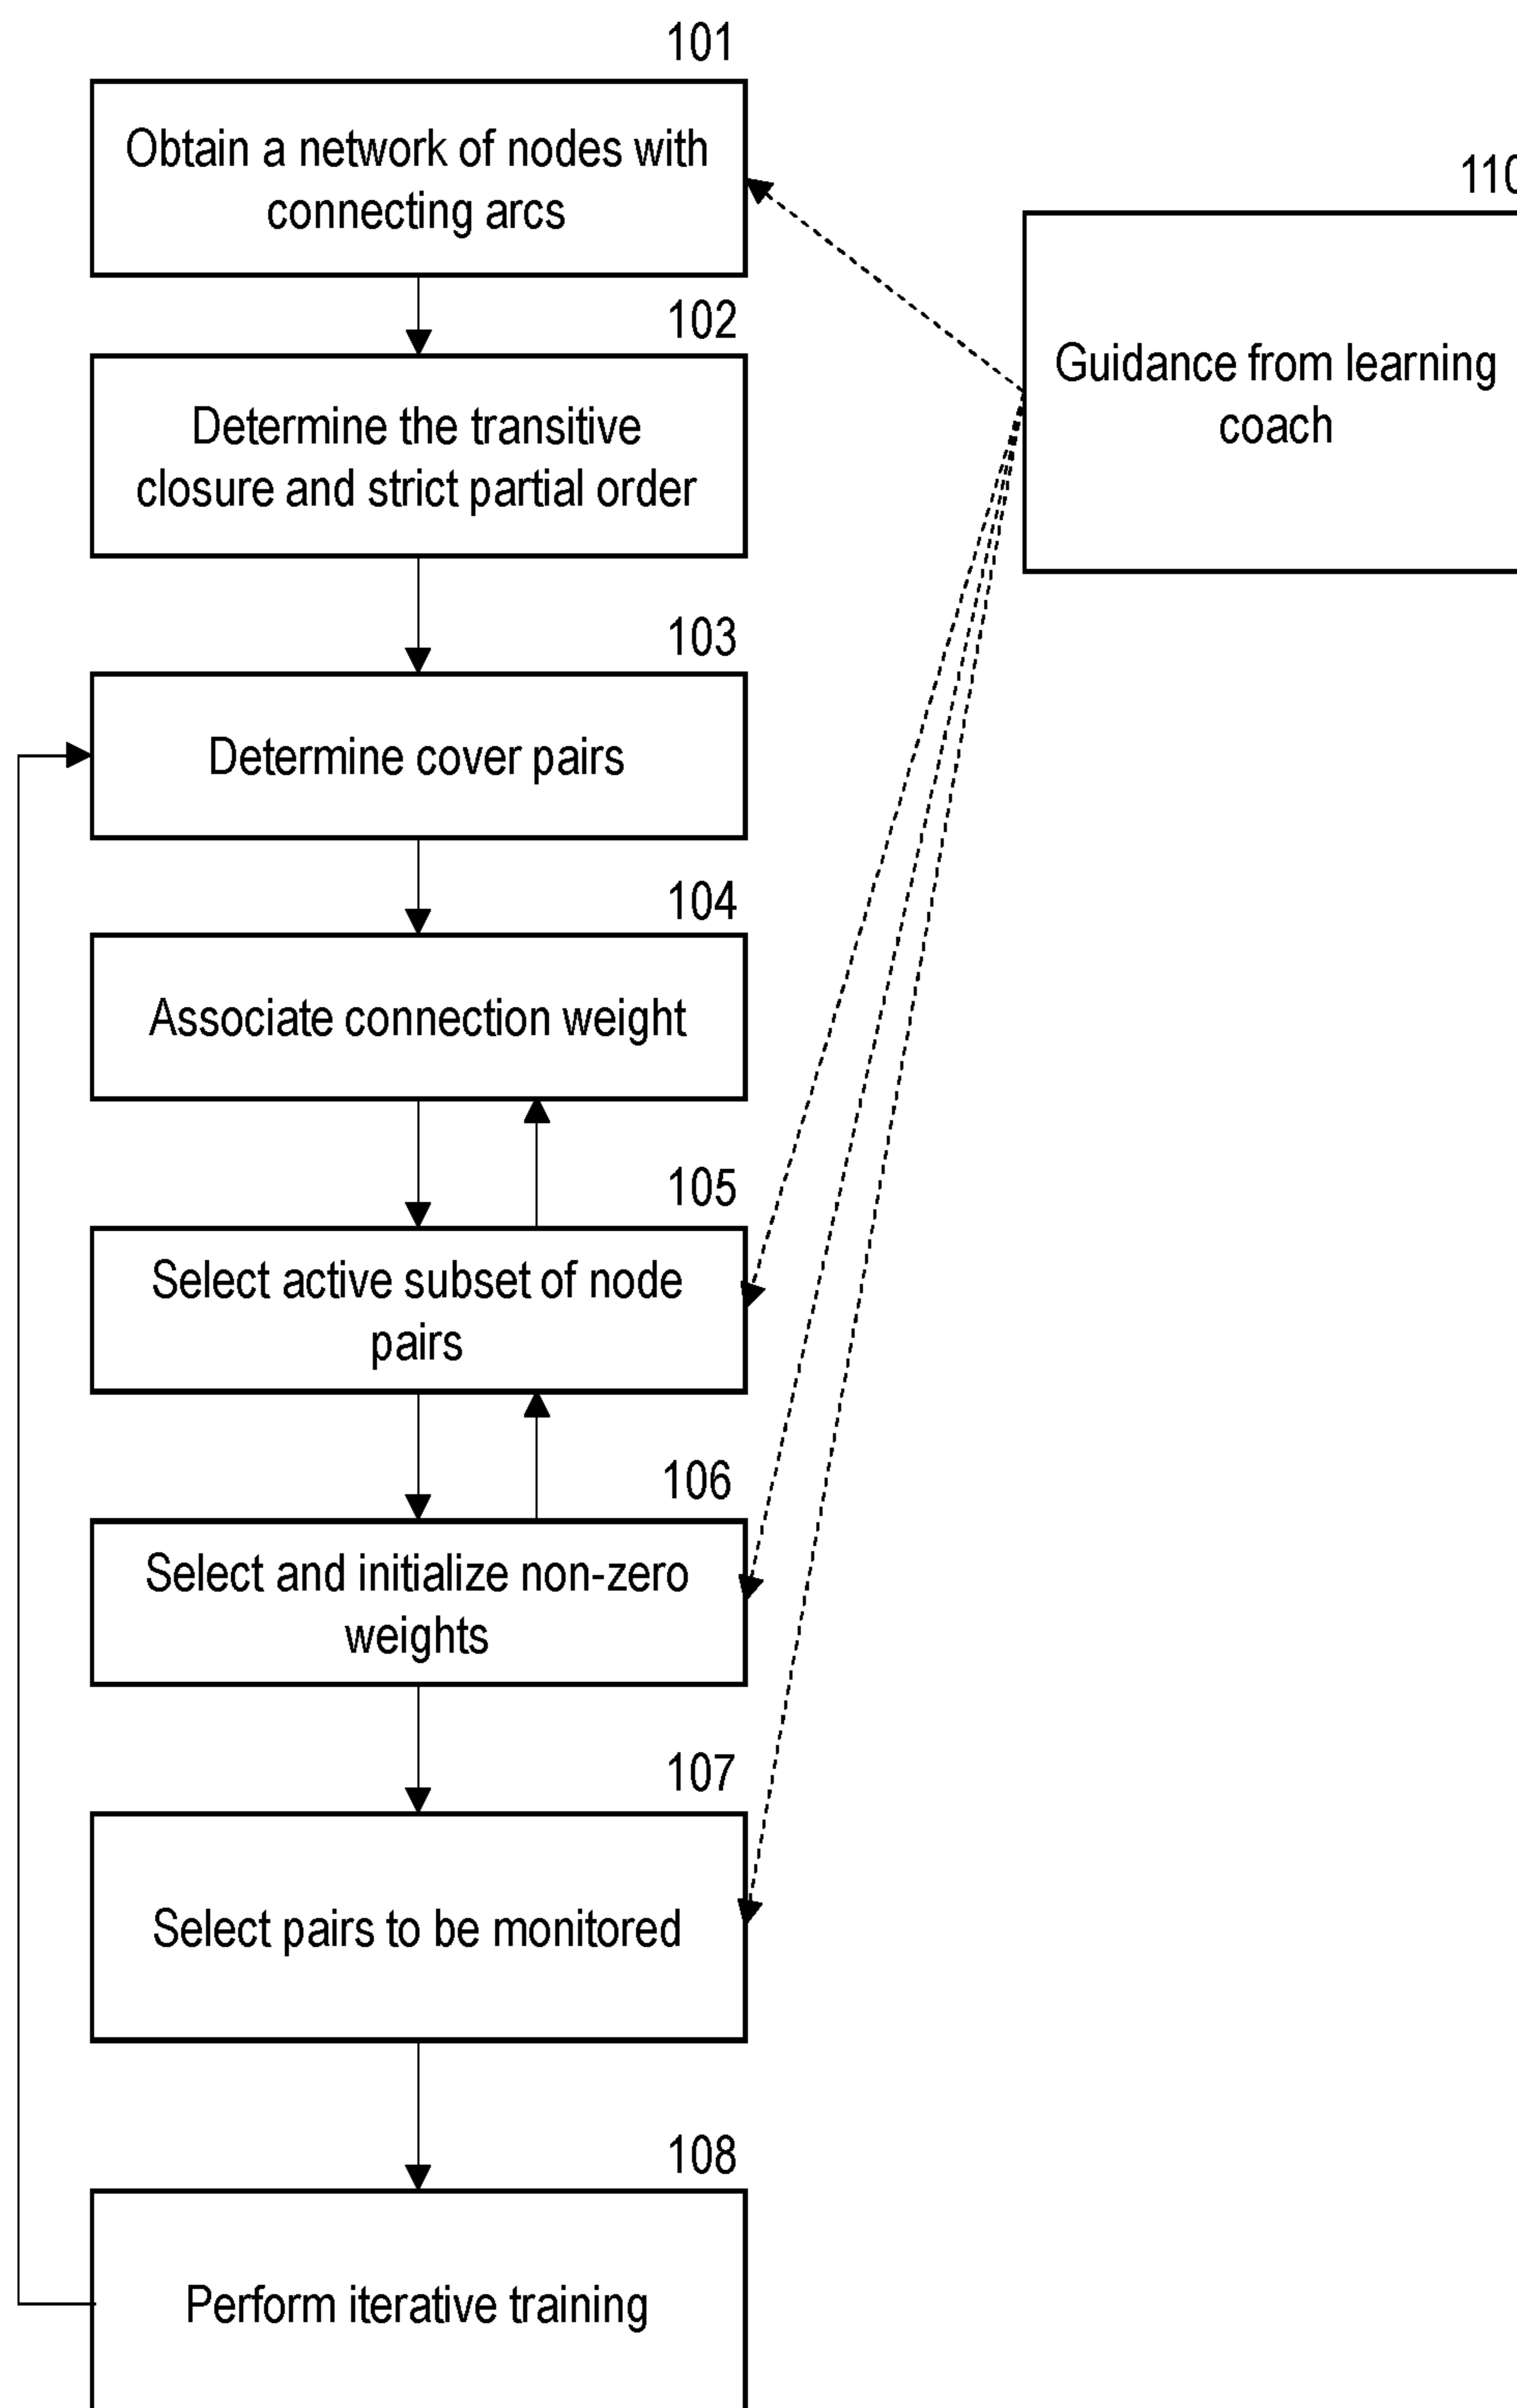 101
Obtain a network of nodes with
connecting arcs
110
Guidance from learning
coach
102
Determine the transitive
closure and strict partial order
103
Determine cover pairs
104
Associate connection weight
105
Select active subset of node
pairs
106
Select and initialize non-zero
weights
107
Select pairs to be monitored
108
Perform iterative training